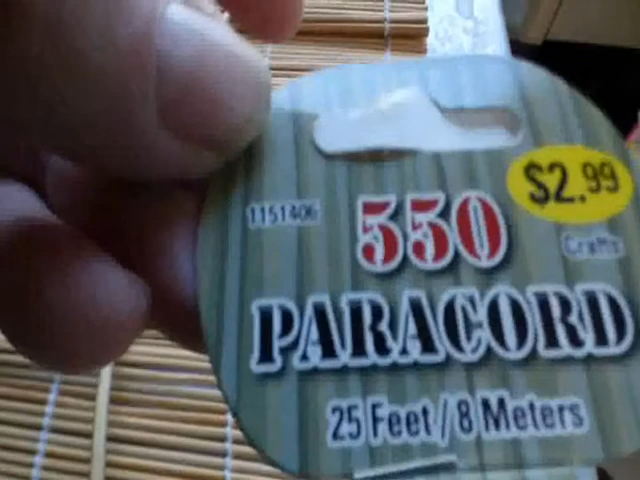 $2.99
1151406
550
Crafts
PARACORD
25 Feet/8 Meters